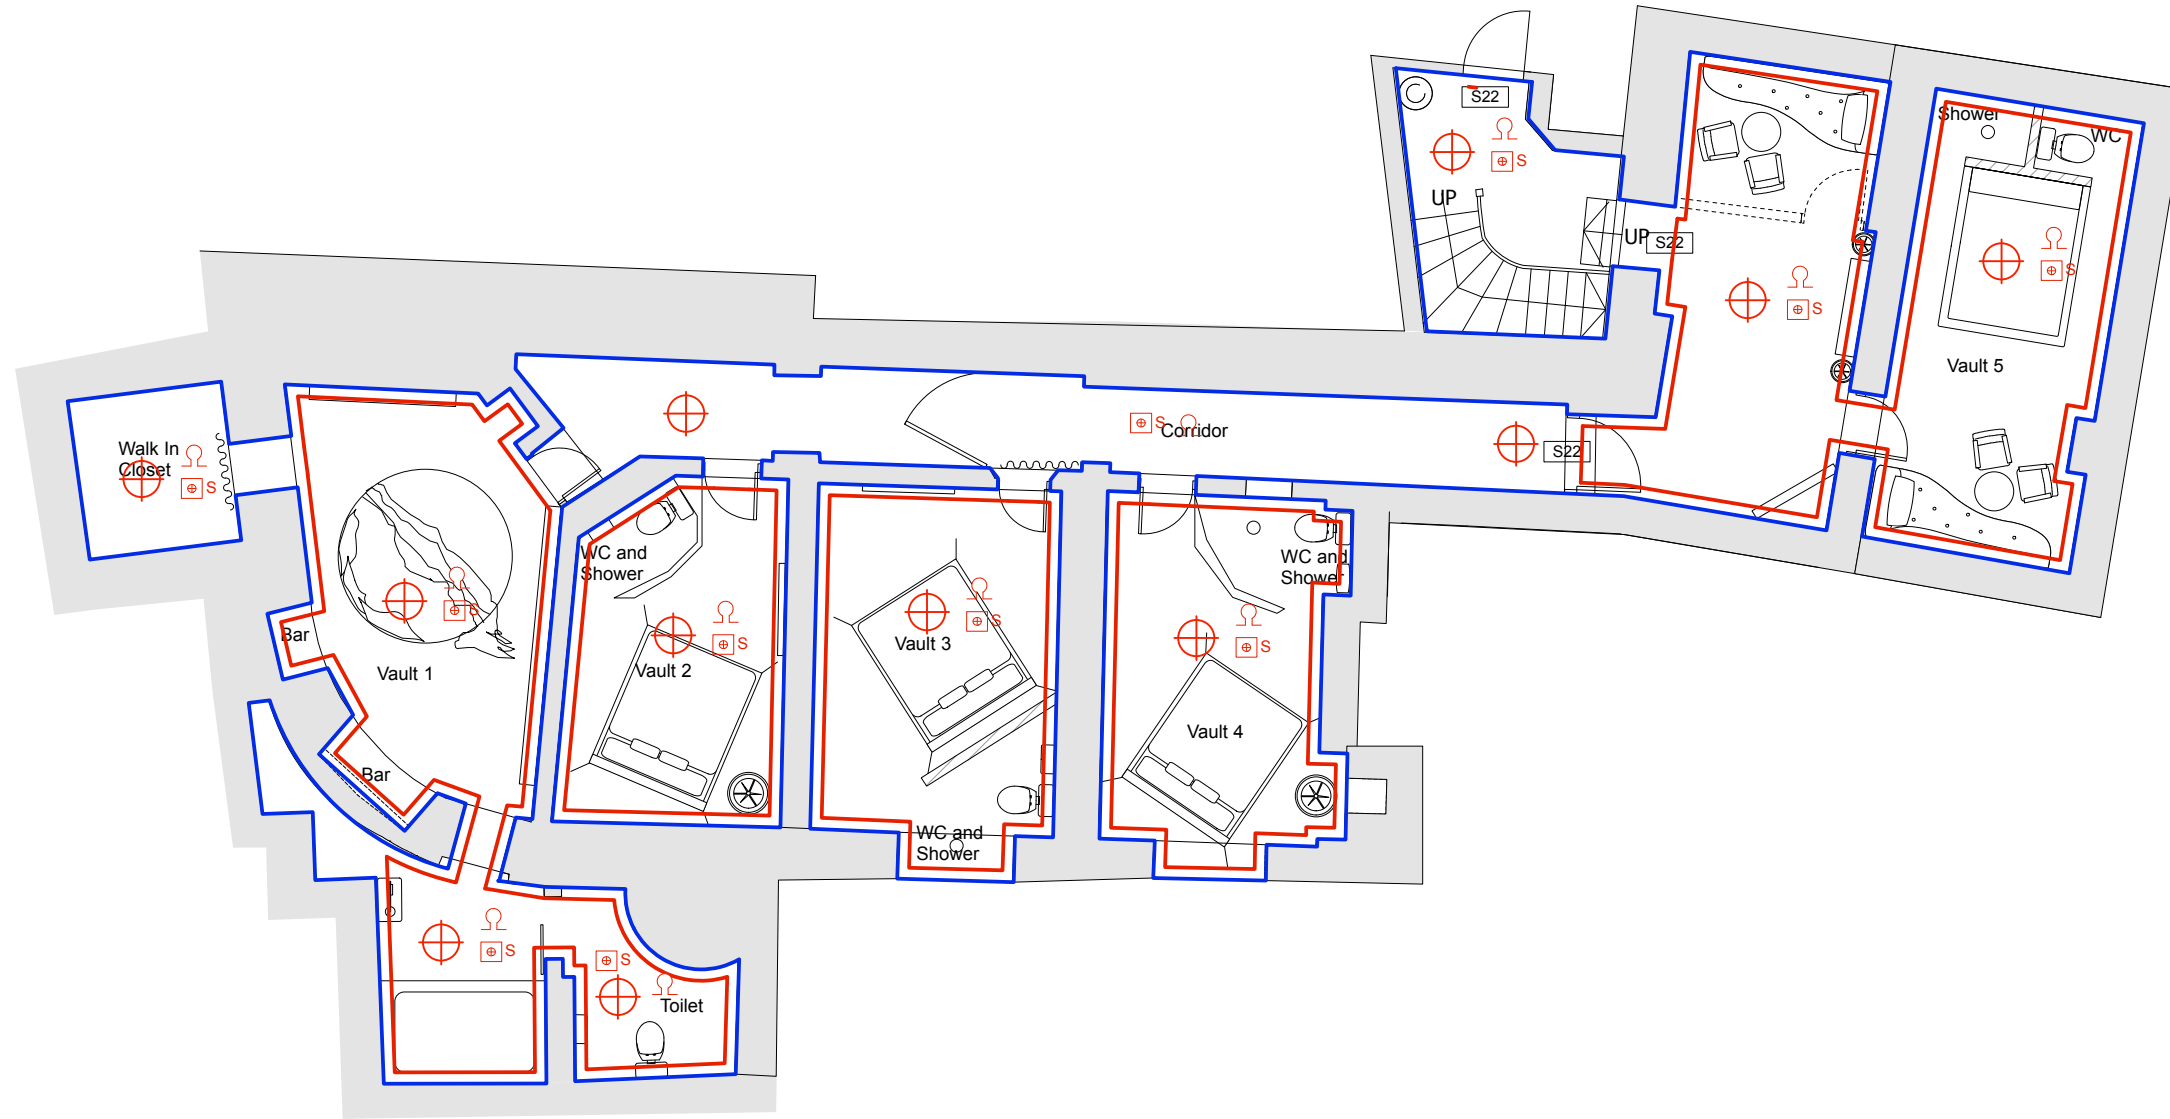 S22
UP
UP
S22
S
S
Shower
WC
S
Vault 5
Walk In
Closet
S
S
Corridor
S22
WC and
Shower
WC and
Shower
Bar
S
Vault 1
S
Vault 2
S
Vault 3
S
Vault 4
Bar
WC and
Shower
S
S
Toilet